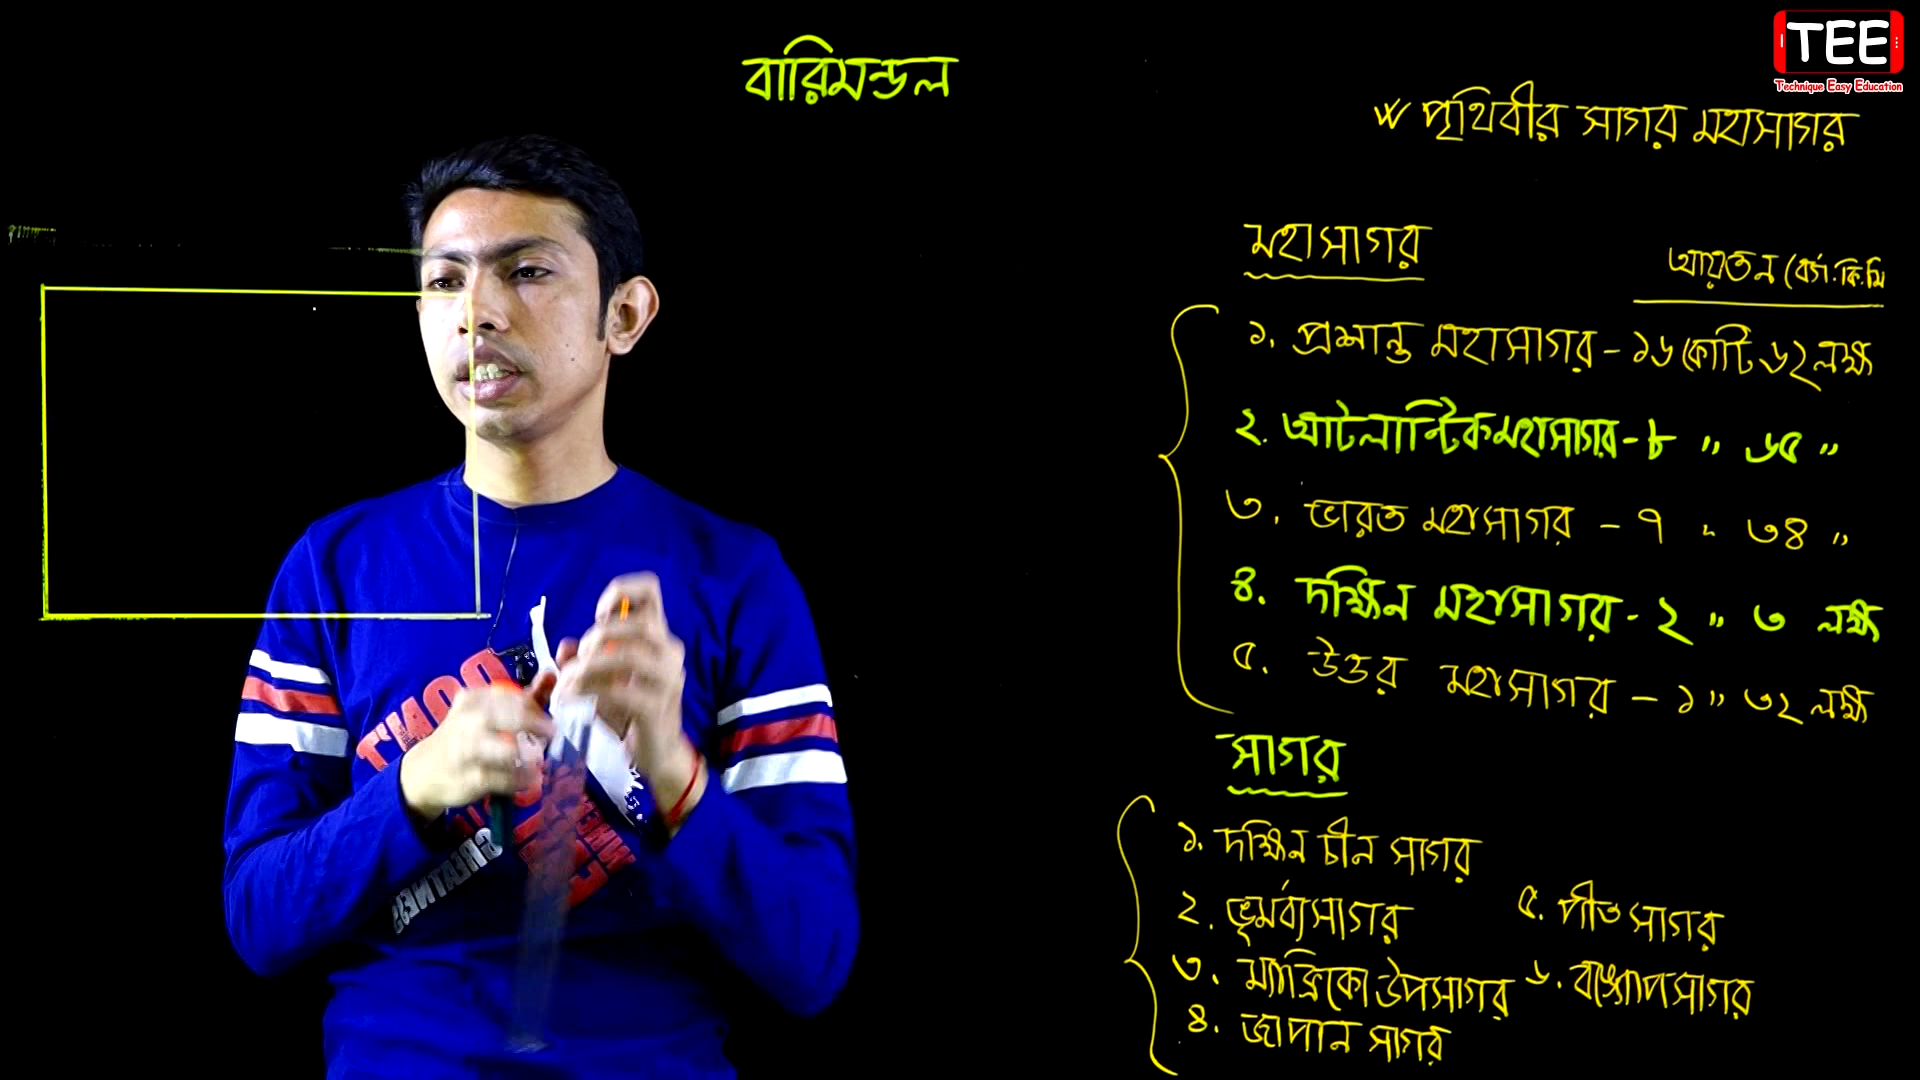 TEE
Technique Easy Education
বারিমন্ডল
পৃথিবীর সাগর মহাসাগর
মহাসাগর
আয়তন (বর্গ.কি.মি
১. প্রশান্ত মহাসাগর - ১৬ কোটি ৬২ লক্ষ
২. আটলান্টিক মহাসাগর - ৮ " ৬৫ "
৩. ভারত মহাসাগর - ৭ " ৩৪ "
৪. দক্ষিন মহাসাগর - ২ " ৩ লক্ষ
৫. উত্তর মহাসাগর - ১ " ৩২ লক্ষ
সাগর
১. দক্ষিন চীন সাগর
২. ভূমর্ব্যসাগর
৩. ম্যাক্সিকো উপসাগর
৪. জাপান সাগর
৫. পীত সাগর
৬. বঙ্গোপসাগর